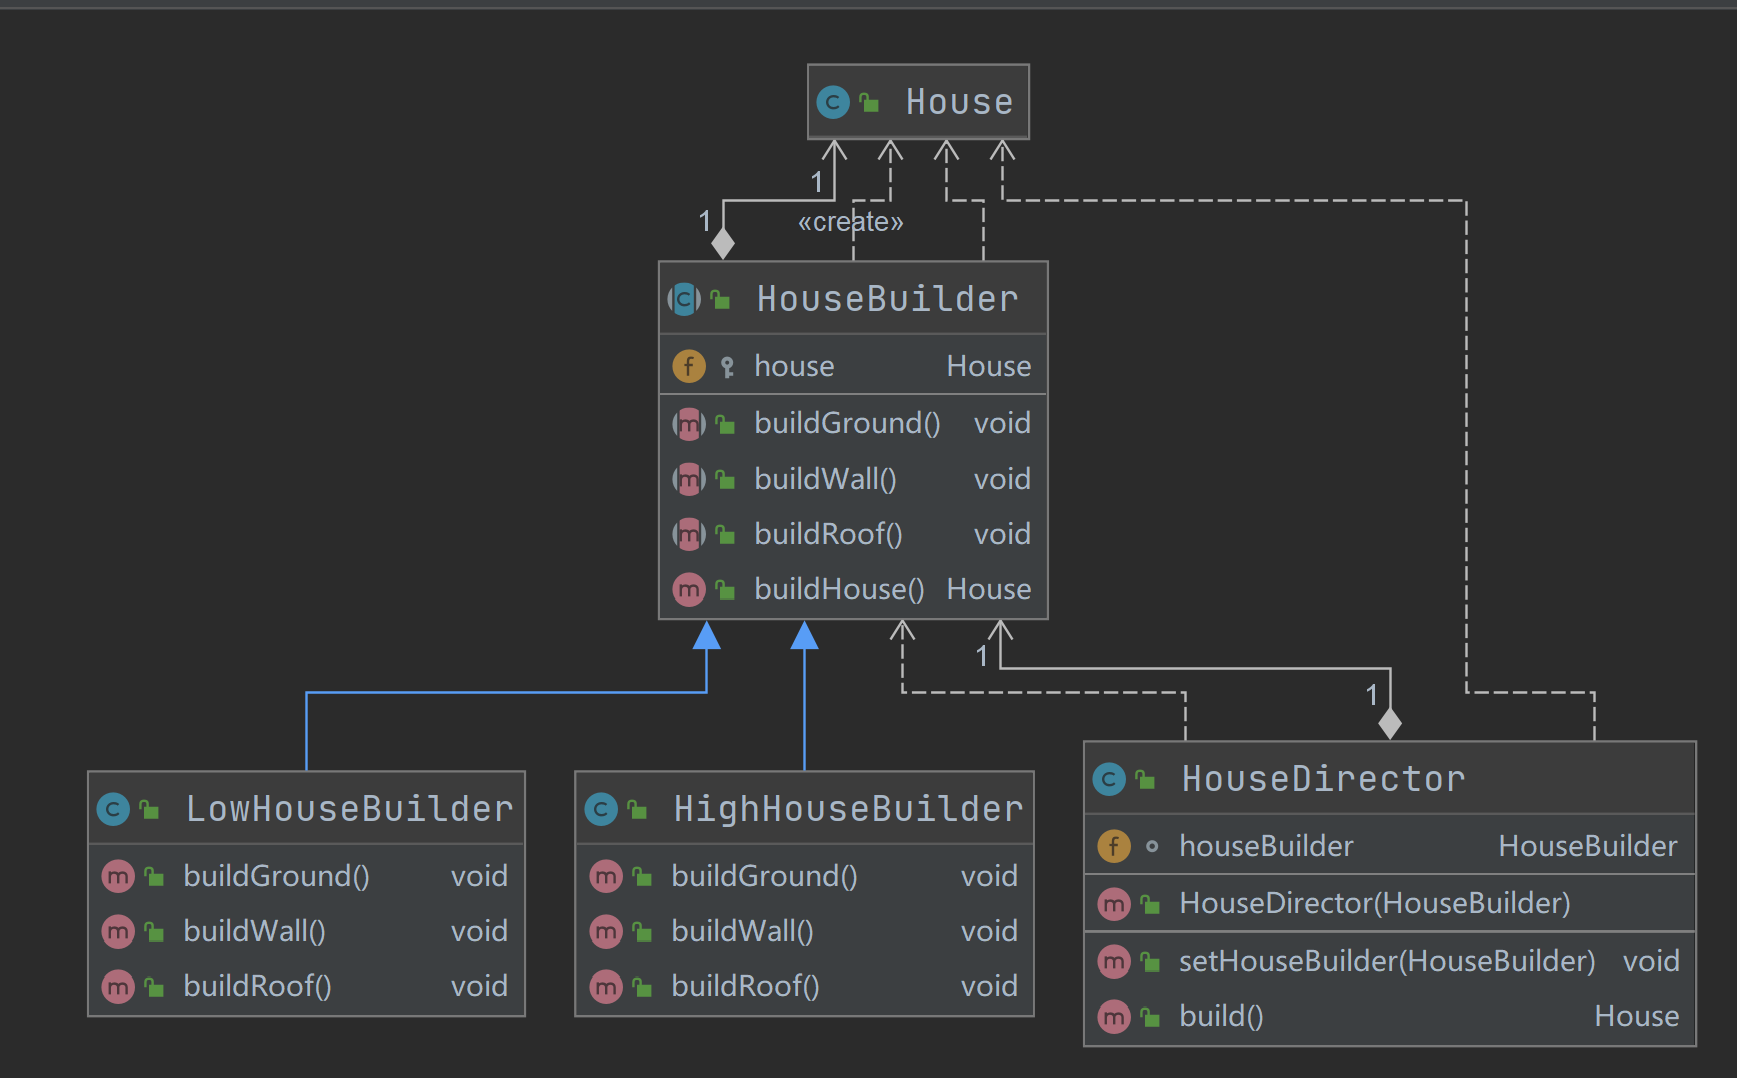 House
1
1
«create»
HouseBuilder
house House
buildGround() void
buildWall() void
buildRoof() void
buildHouse() House
1
1
LowHouseBuilder
buildGround() void
buildWall() void
buildRoof() void
HighHouseBuilder
buildGround() void
buildWall() void
buildRoof() void
HouseDirector
houseBuilder HouseBuilder
HouseDirector(HouseBuilder)
setHouseBuilder(HouseBuilder) void
build() House